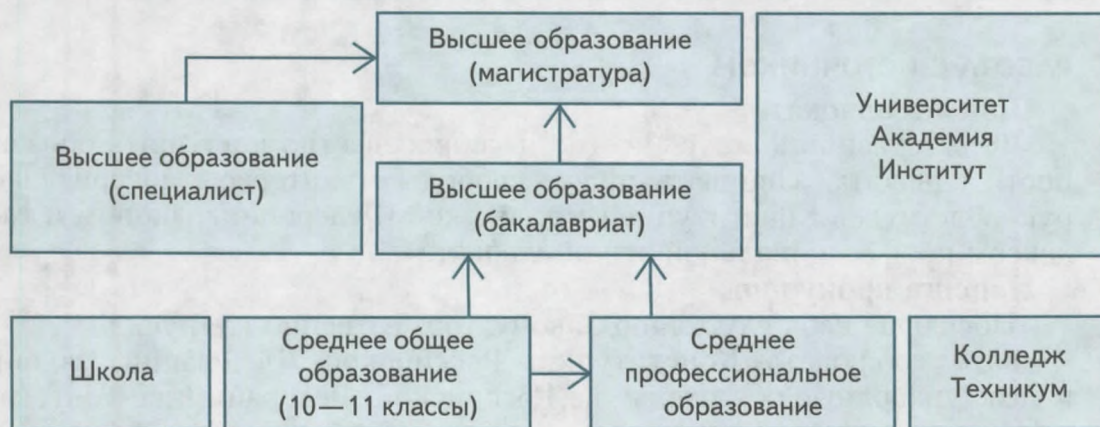 Высшее образование
(магистратура)
Университет
Академия
Институт
Высшее образование
(специалист)
Высшее образование
(бакалавриат)
Школа
Среднее общее
образование
(10—11 классы)
Среднее
профессиональное
образование
Колледж
Техникум